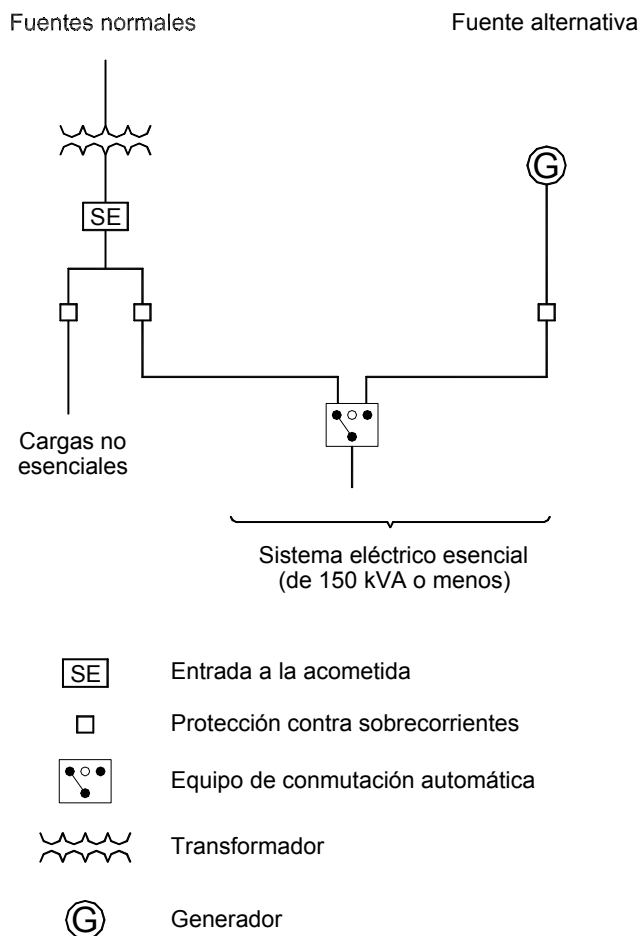 Fuentes normales
Fuente alternativa
G
SE
Cargas no
esenciales
Sistema eléctrico esencial
(de 150 kVA o menos)
SE Entrada a la acometida
Protección contra sobrecorrientes
Equipo de conmutación automática
Transformador
G Generador